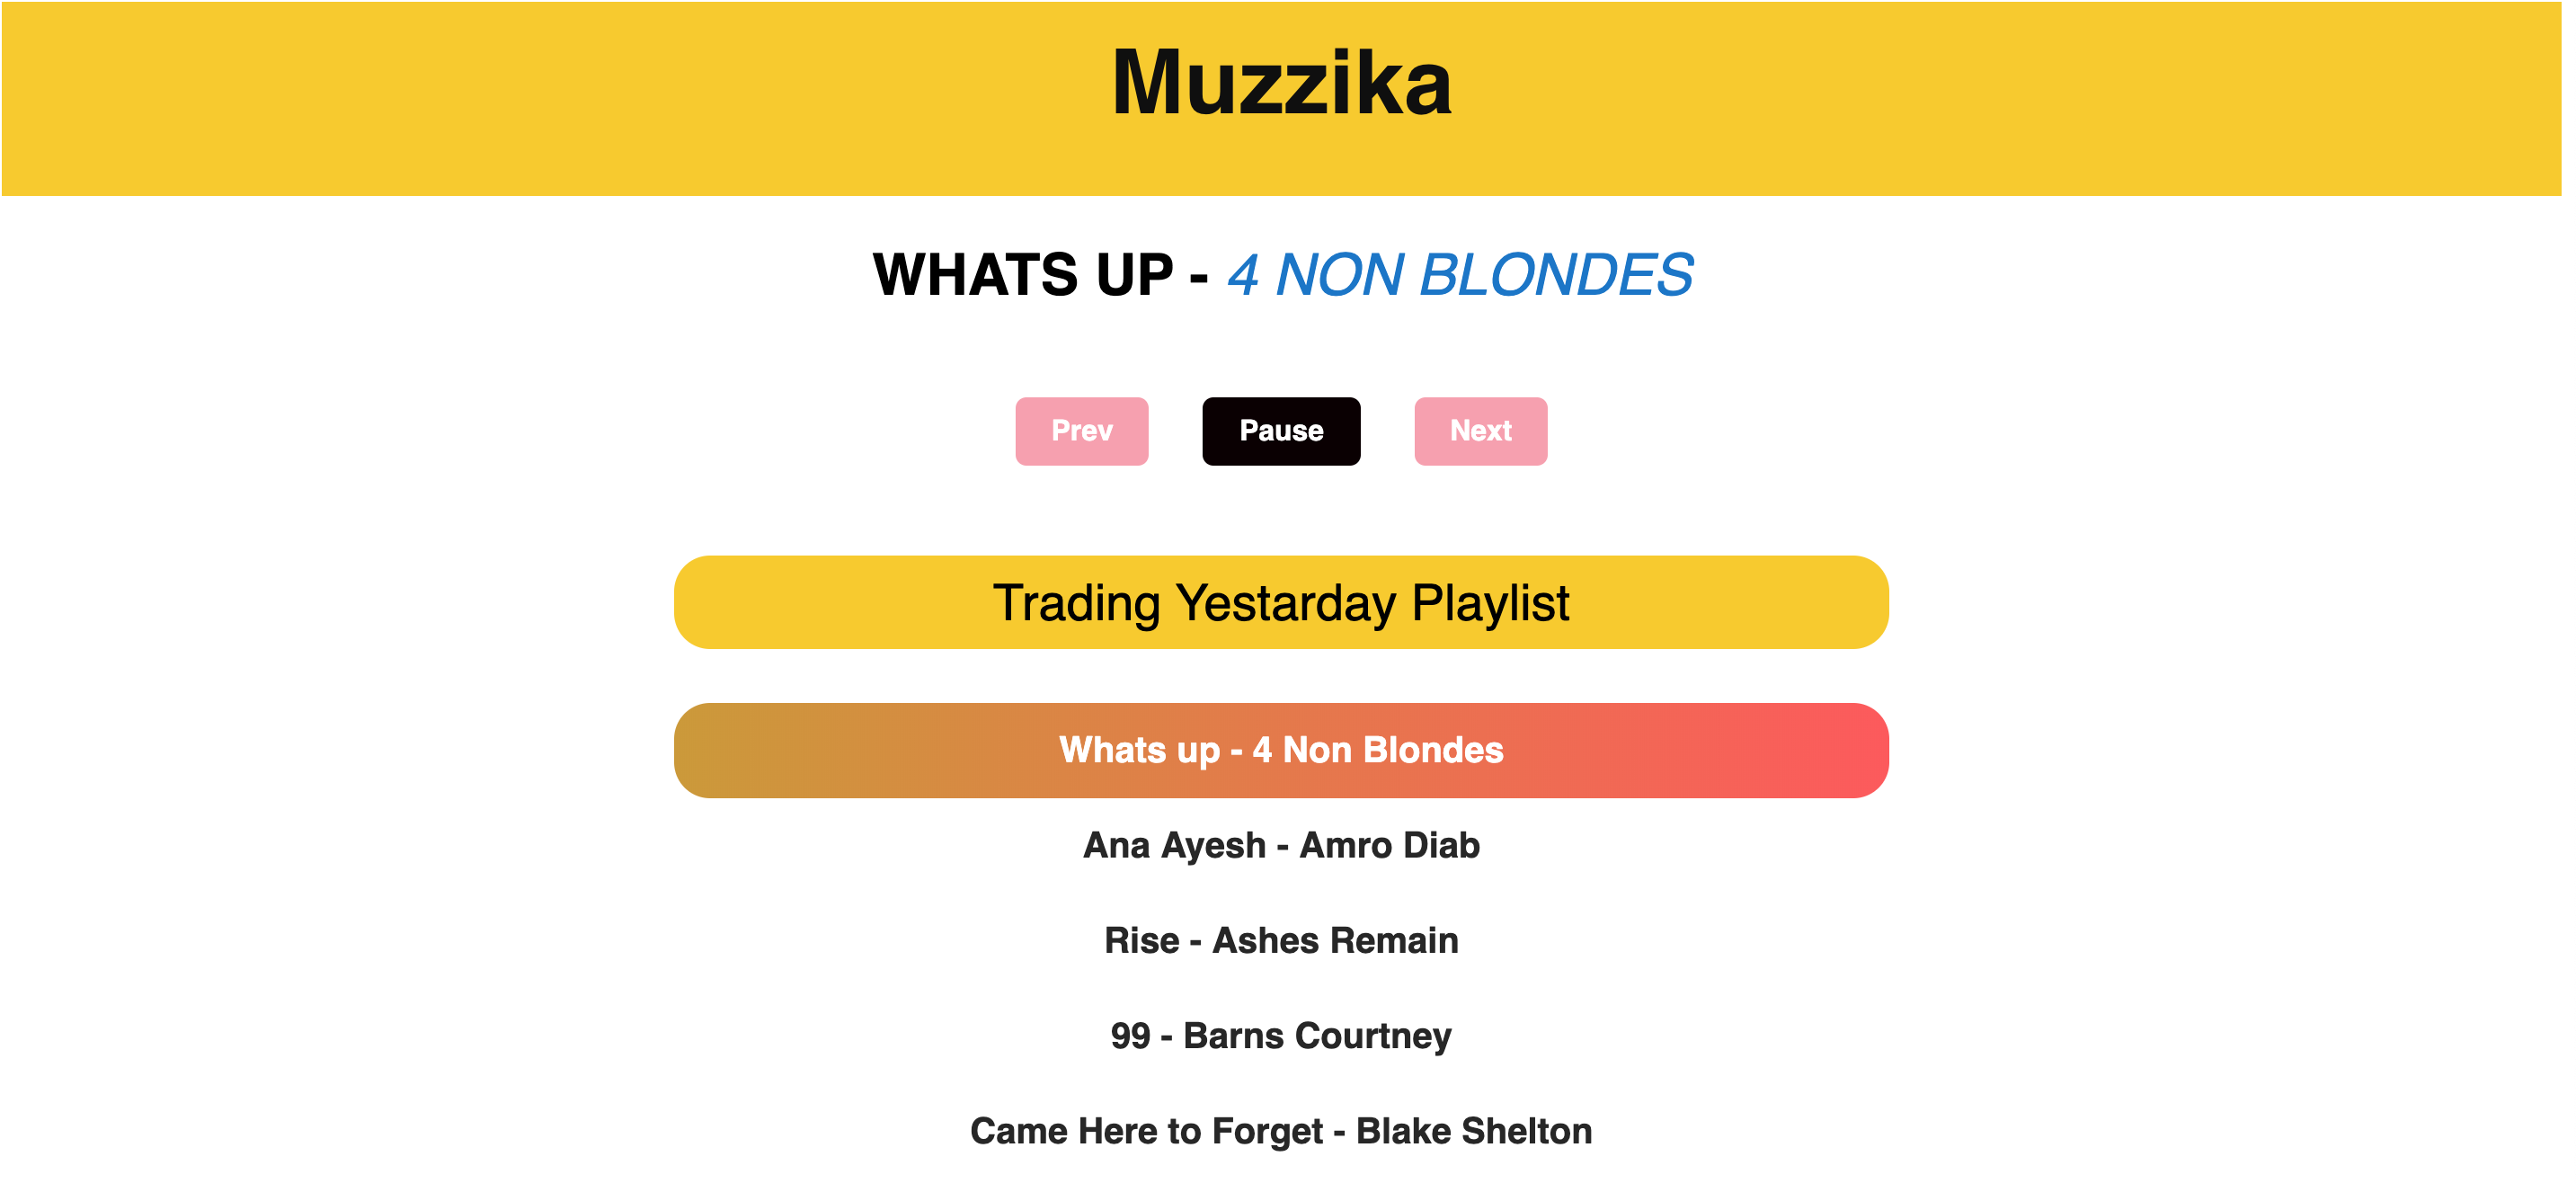 Muzzika
WHATS UP - 4 NON BLONDES
Prev
Pause
Next
Trading Yestarday Playlist
Whats up - 4 Non Blondes
Ana Ayesh - Amro Diab
Rise - Ashes Remain
99 - Barns Courtney
Came Here to Forget - Blake Shelton